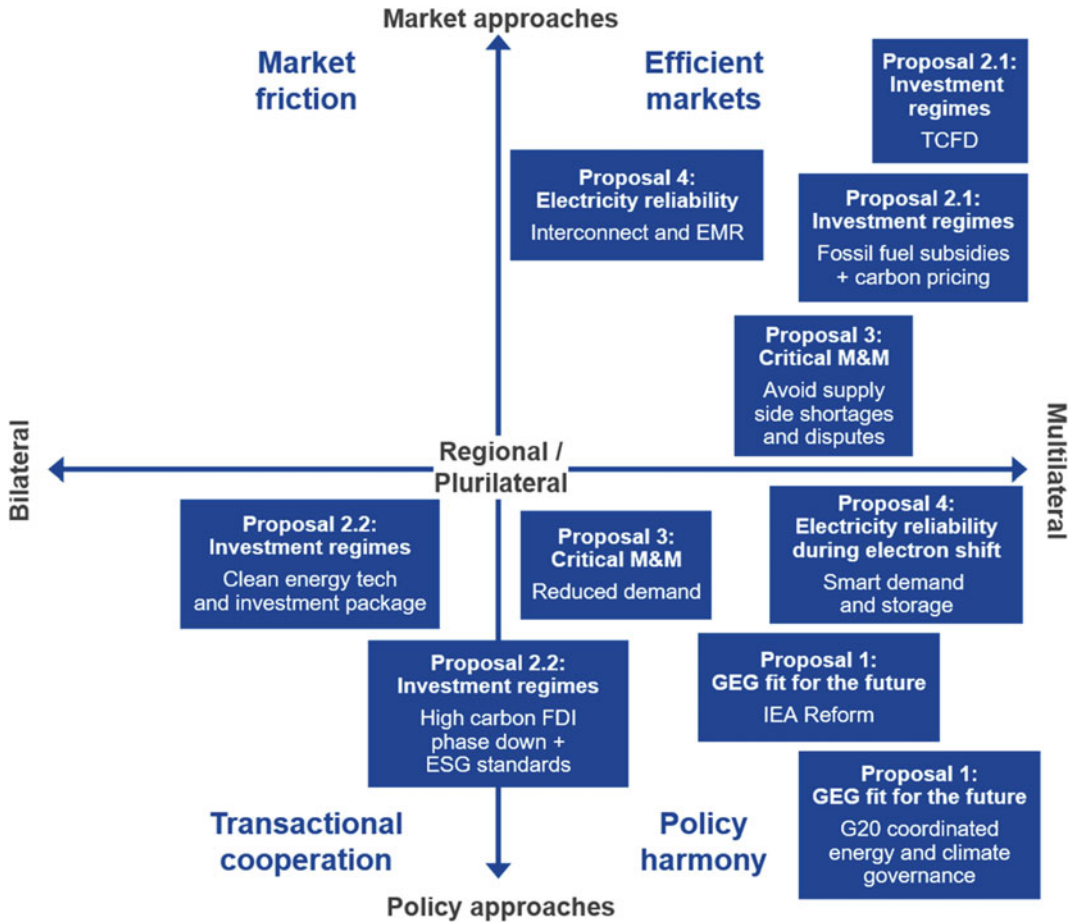 Market approaches
Market
friction
Efficient
markets
Proposal 2.1:
Investment
regimes
TCFD
Proposal 4:
Electricity reliability
Interconnect and EMR
Proposal 2.1:
Investment regimes
Fossil fuel subsidies
+ carbon pricing
Proposal 3:
Critical M&M
Avoid supply
side shortages
and disputes
Bilateral
Regional /
Plurilateral
Multilateral
Proposal 2.2:
Investment regimes
Clean energy tech
and investment package
Proposal 3:
Critical M&M
Reduced demand
Proposal 4:
Electricity reliability
during electron shift
Smart demand
and storage
Proposal 2.2:
Investment regimes
High carbon FDI
phase down +
ESG standards
Proposal 1:
GEG fit for the future
IEA Reform
Proposal 1:
GEG fit for the future
G20 coordinated
energy and climate
governance
Transactional
cooperation
Policy
harmony
Policy approaches